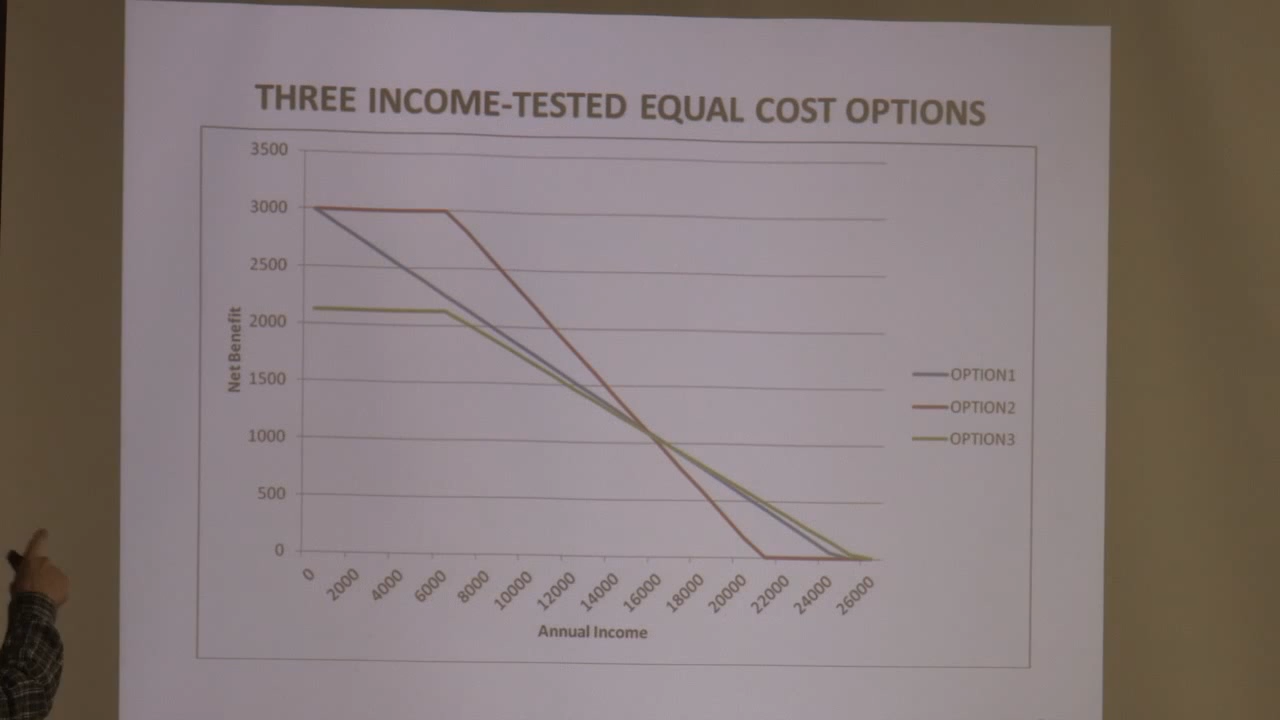 THREE INCOME-TESTED EQUAL COST OPTIONS
3500
3000
2500
2000
1500
1000
500
0
Net Benefit
0 2000 4000 6000 8000 10000 12000 14000 16000 18000 20000 22000 24000 26000
Annual Income
OPTION1
OPTION2
OPTION3